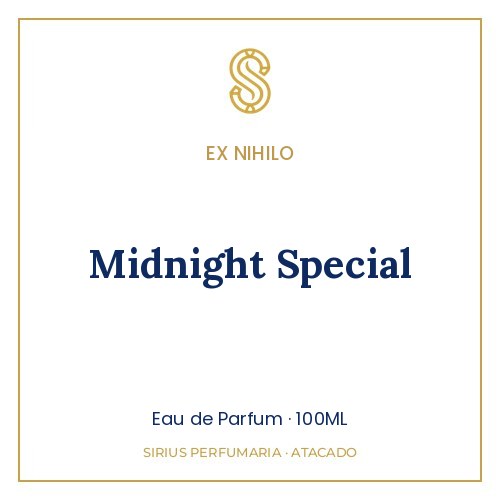 EX NIHILO
Midnight Special
Eau de Parfum · 100ML
SIRIUS PERFUMARIA · ATACADO